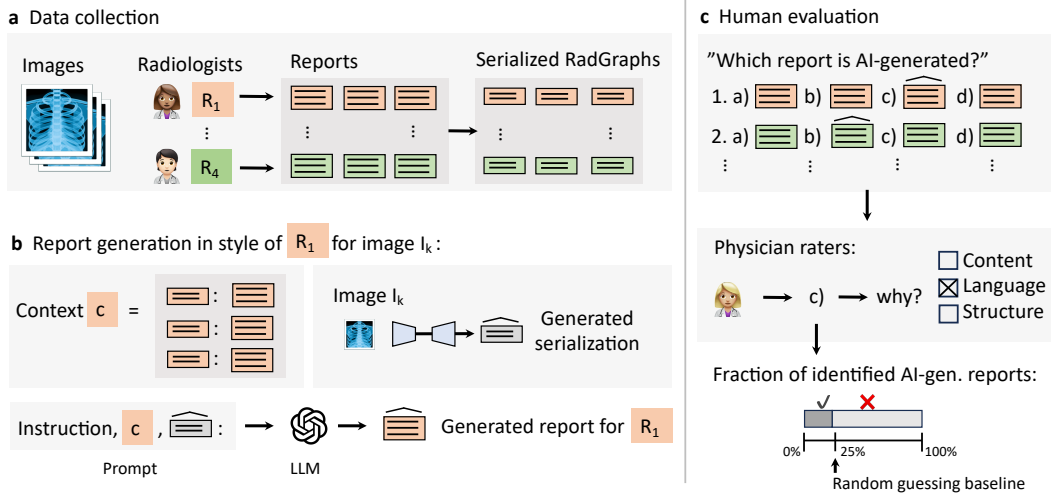 a Data collection
Images
Radiologists
Reports
Serialized RadGraphs
R1
⋮
R4
b Report generation in style of R1 for image Ik :
Context c =
:
:
:
Image Ik
Generated
serialization
Instruction, c , :
Prompt
LLM
Generated report for R1
c Human evaluation
”Which report is AI-generated?”
1. a) b) c) d)
2. a) b) c) d)
Physician raters:
c)
why?
Content
Language
Structure
Fraction of identified AI-gen. reports:
0% 25% 100%
Random guessing baseline